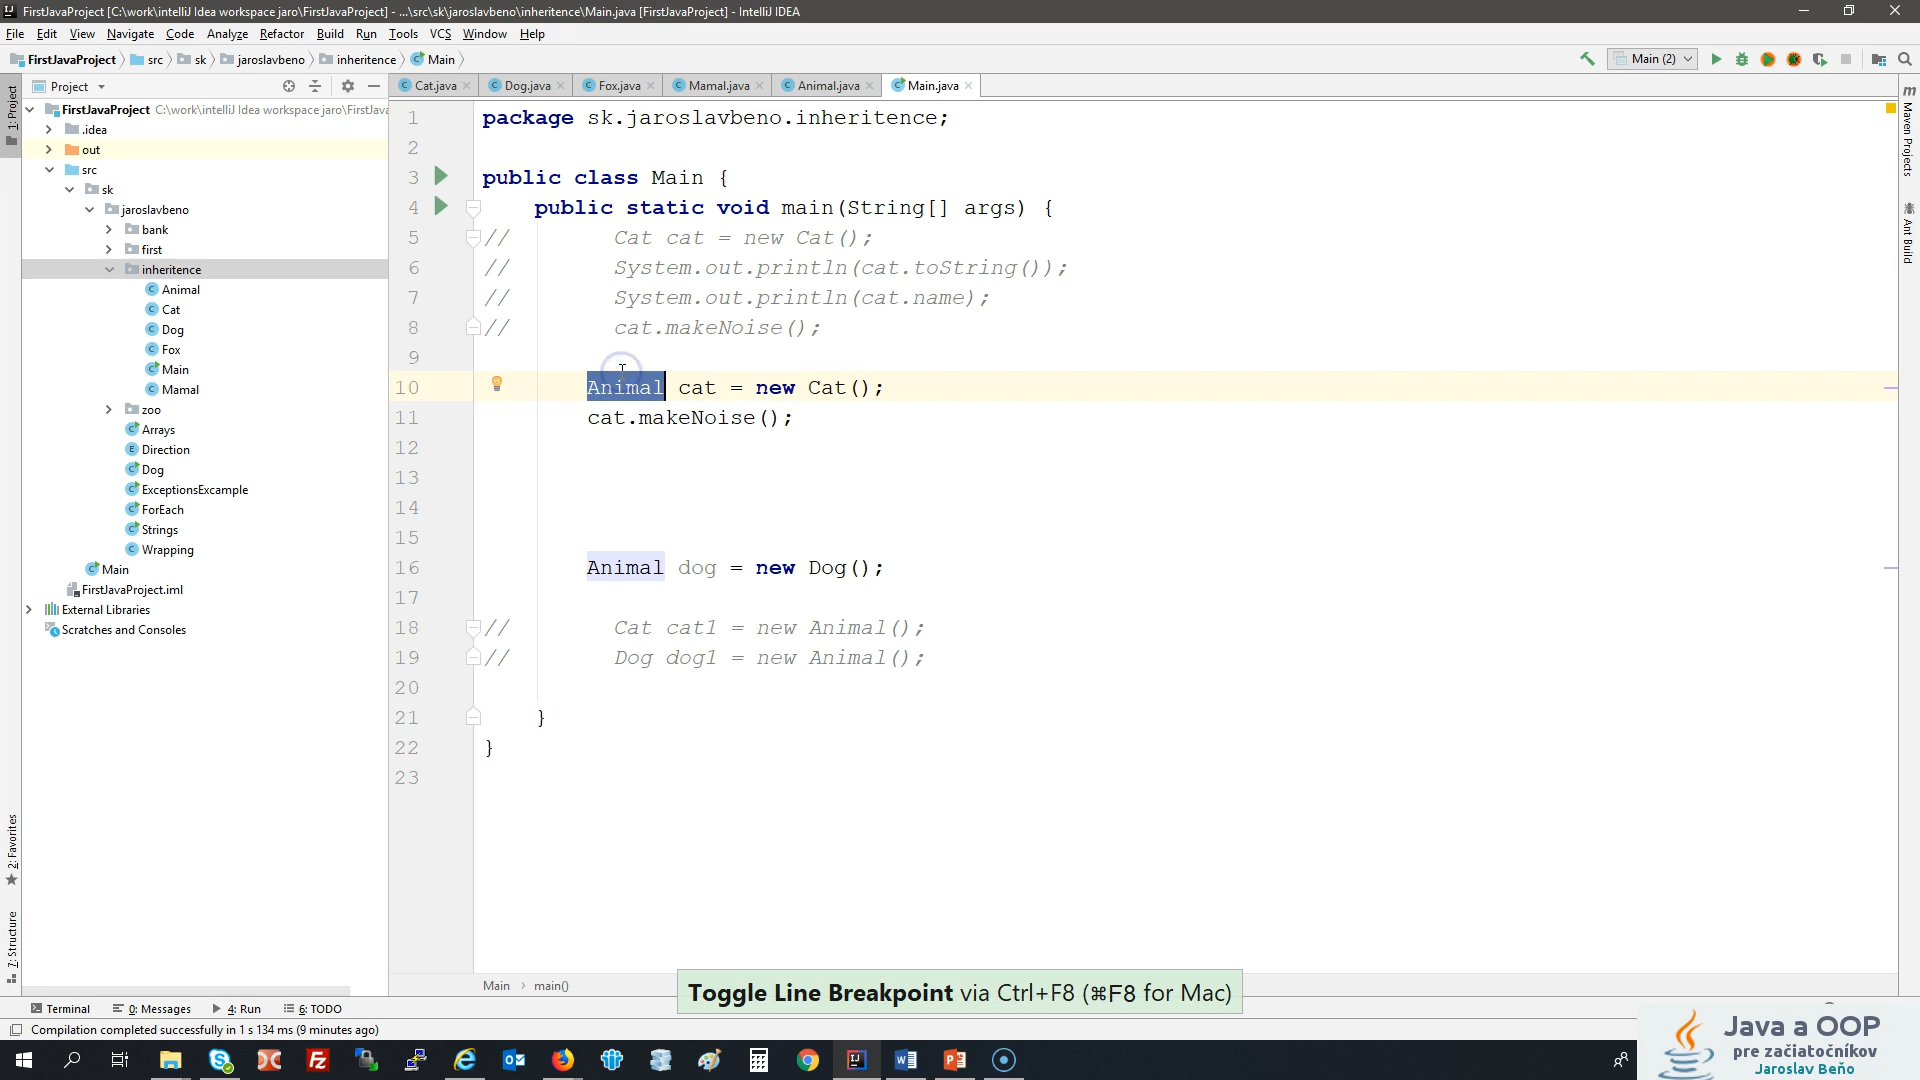 FirstJavaProject [C:\work\intelliJ Idea workspace jaro\FirstJavaProject] - ...\src\sk\jaroslavbeno\inheritence\Main.java [FirstJavaProject] - IntelliJ IDEA
File Edit View Navigate Code Analyze Refactor Build Run Tools VCS Window Help
FirstJavaProject src sk jaroslavbeno inheritence Main
Main (2)
Project
Cat.java Dog.java Fox.java Mamal.java Animal.java Main.java
1: Project
2: Favorites
7: Structure
Maven Projects
Ant Build
FirstJavaProject C:\work\intelliJ Idea workspace jaro\FirstJava
.idea
out
src
sk
jaroslavbeno
bank
first
inheritence
Animal
Cat
Dog
Fox
Main
Mamal
zoo
Arrays
Direction
Dog
ExceptionsExcample
ForEach
Strings
Wrapping
Main
FirstJavaProject.iml
External Libraries
Scratches and Consoles
1 package sk.jaroslavbeno.inheritence;
2
3 public class Main {
4 public static void main(String[] args) {
5 // Cat cat = new Cat();
6 // System.out.println(cat.toString());
7 // System.out.println(cat.name);
8 // cat.makeNoise();
9
10 Animal cat = new Cat();
11 cat.makeNoise();
12
13
14
15
16 Animal dog = new Dog();
17
18 // Cat cat1 = new Animal();
19 // Dog dog1 = new Animal();
20
21 }
22 }
23
Main main()
Toggle Line Breakpoint via Ctrl+F8 (⌘F8 for Mac)
Terminal 0: Messages 4: Run 6: TODO
Compilation completed successfully in 1 s 134 ms (9 minutes ago)
Java a OOP
pre začiatočníkov
Jaroslav Beňo